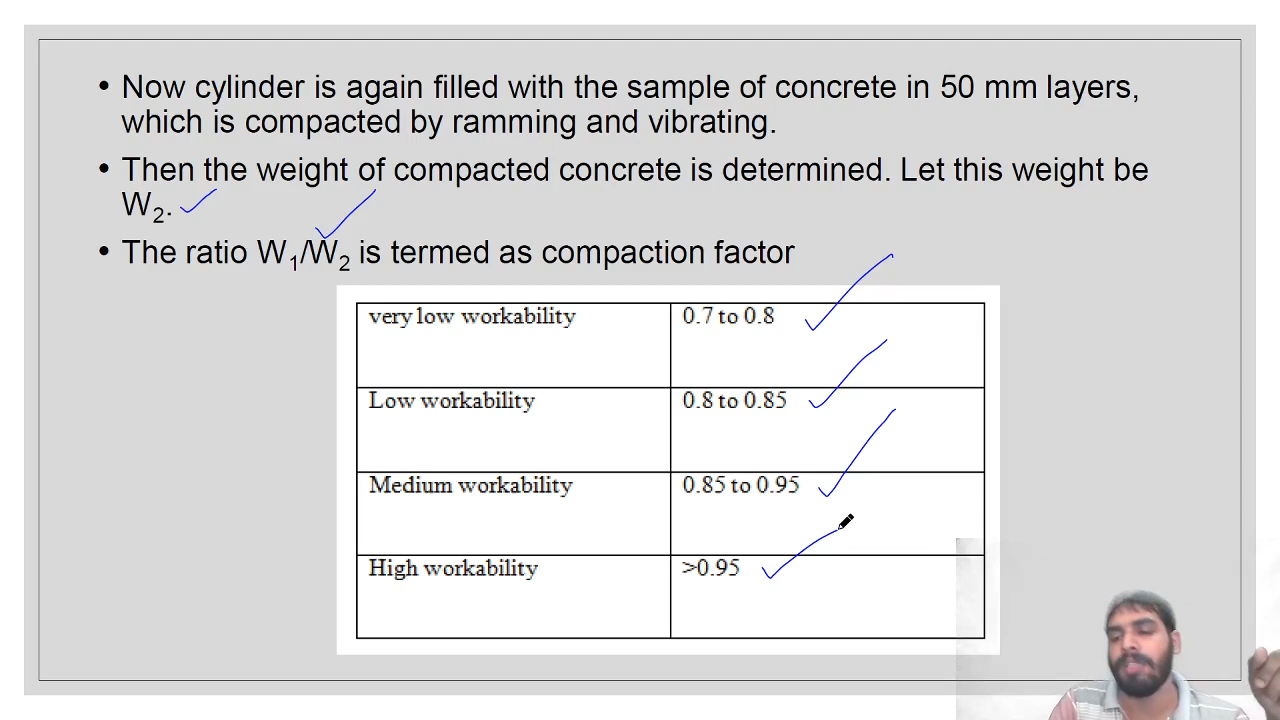 • Now cylinder is again filled with the sample of concrete in 50 mm layers,
which is compacted by ramming and vibrating.
• Then the weight of compacted concrete is determined. Let this weight be
W₂.
• The ratio W₁/W₂ is termed as compaction factor
very low workability 0.7 to 0.8
Low workability 0.8 to 0.85
Medium workability 0.85 to 0.95
High workability >0.95